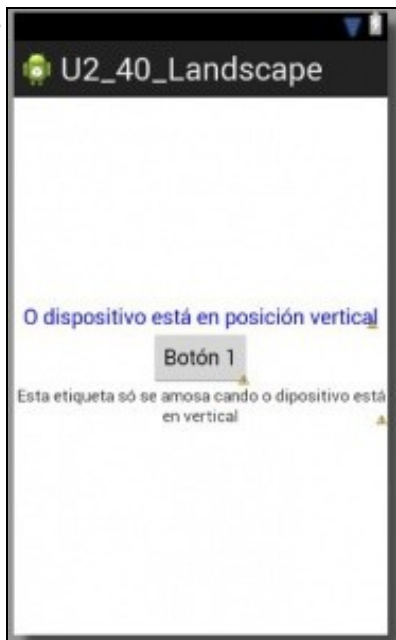 U2_40_Landscape
O dispositivo está en posición vertical
Botón 1
Esta etiqueta só se amosa cando o dipositivo está
en vertical